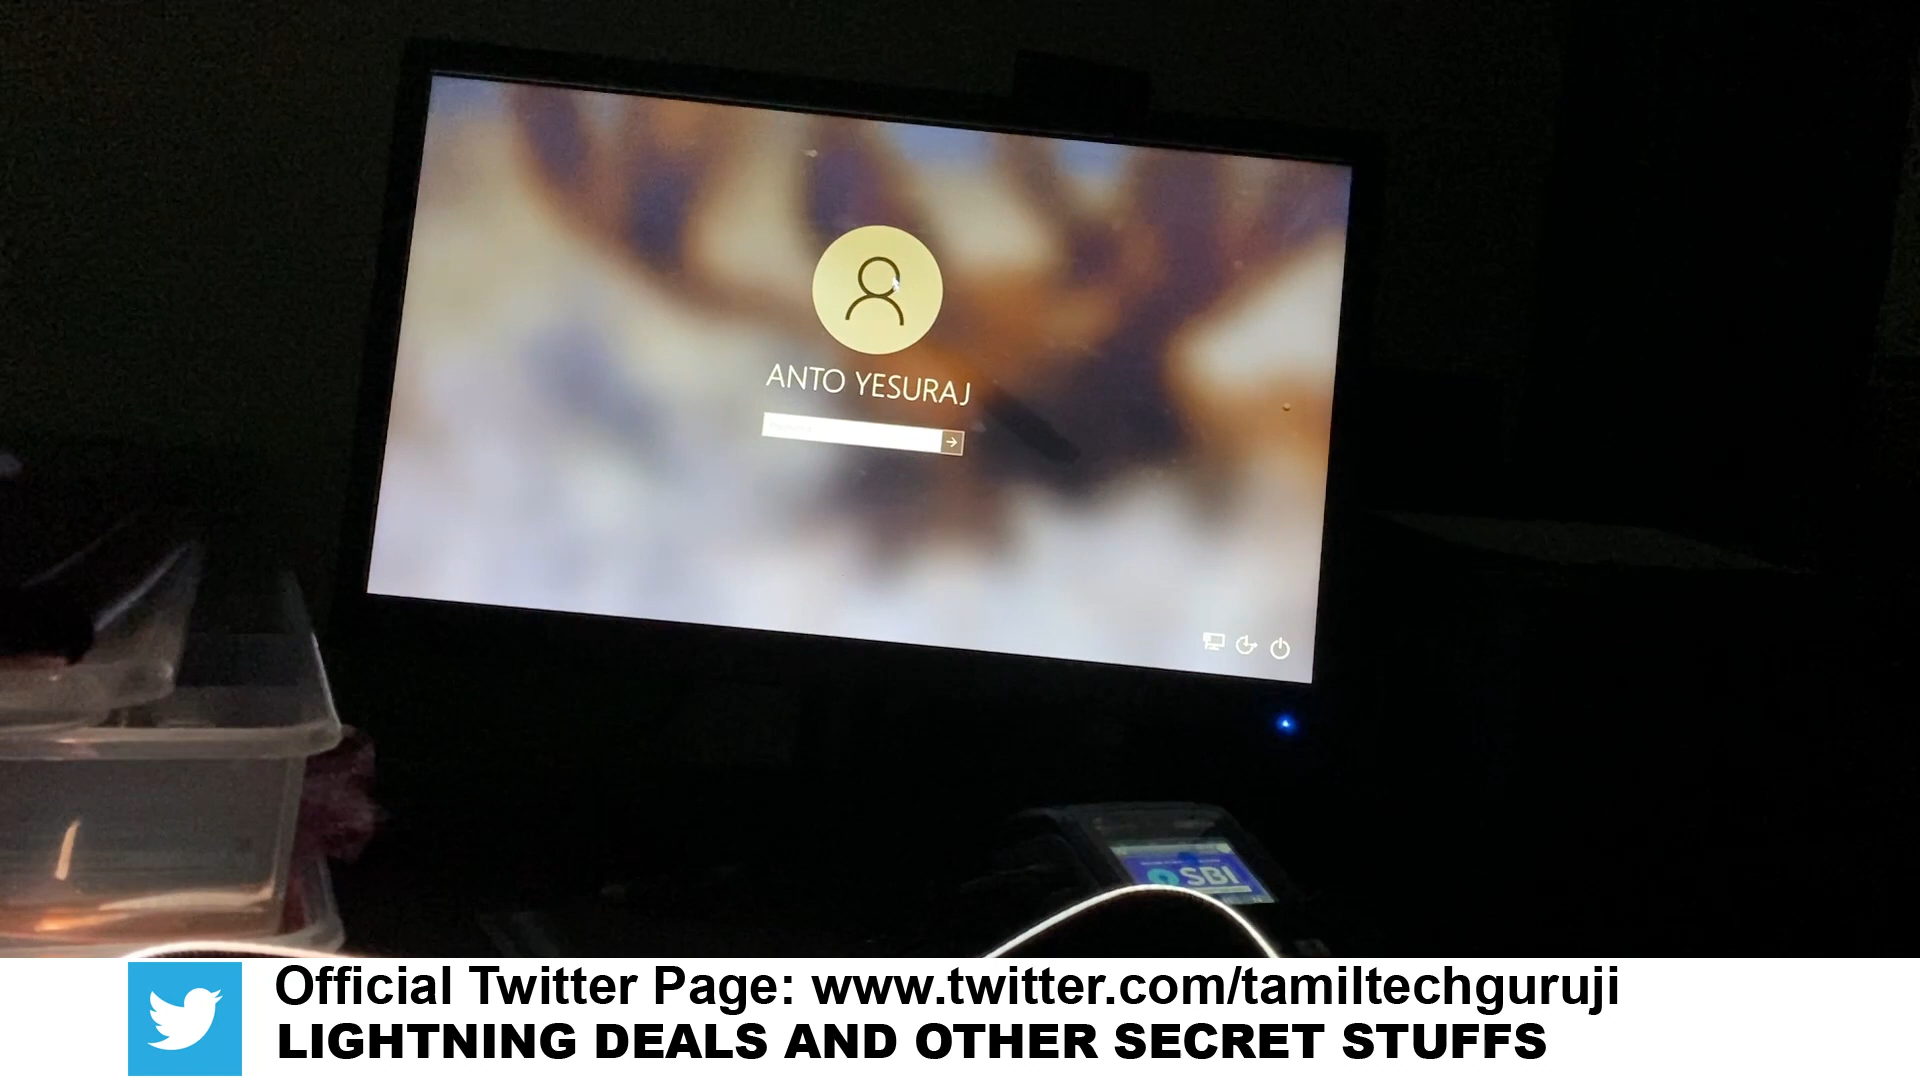 ANTO YESURAJ
SBI
Official Twitter Page: www.twitter.com/tamiltechguruji
LIGHTNING DEALS AND OTHER SECRET STUFFS